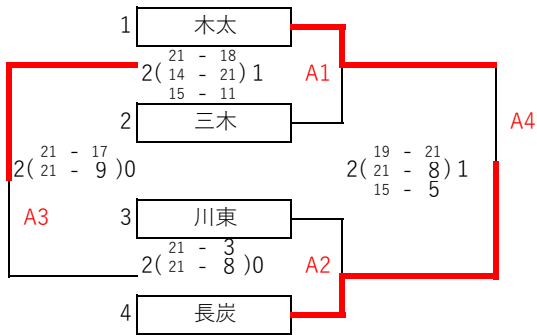 1 木太
2( 21 - 18 )1
14 - 21
15 - 11
A1
2 三木
A4
2( 21 - 17 )0
21 - 9
2( 19 - 21 )1
21 - 8
15 - 5
A3
3 川東
2( 21 - 3 )0
21 - 8
A2
4 長炭